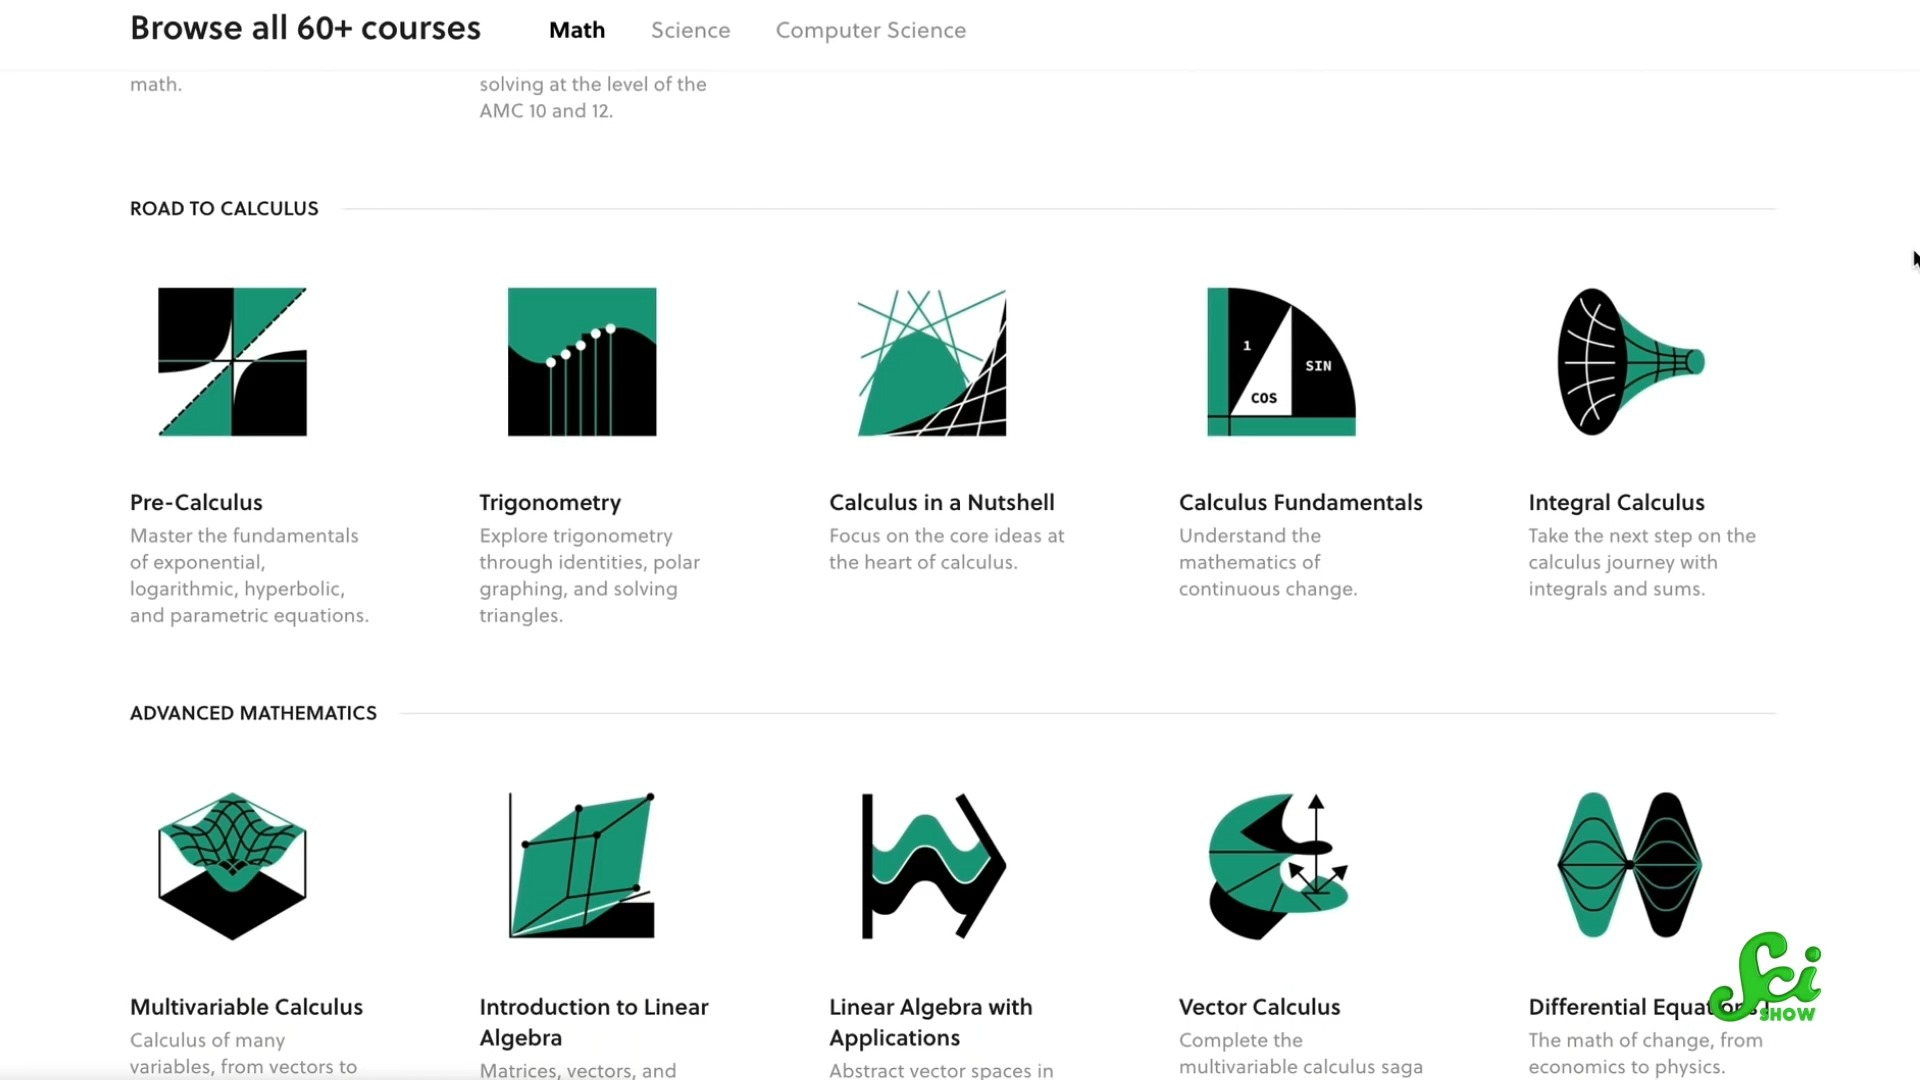 Browse all 60+ courses
Math
Science
Computer Science
math.
solving at the level of the
AMC 10 and 12.
ROAD TO CALCULUS
1
SIN
COS
Pre-Calculus
Master the fundamentals
of exponential,
logarithmic, hyperbolic,
and parametric equations.
Trigonometry
Explore trigonometry
through identities, polar
graphing, and solving
triangles.
Calculus in a Nutshell
Focus on the core ideas at
the heart of calculus.
Calculus Fundamentals
Understand the
mathematics of
continuous change.
Integral Calculus
Take the next step on the
calculus journey with
integrals and sums.
ADVANCED MATHEMATICS
Multivariable Calculus
Calculus of many
variables, from vectors to
Introduction to Linear
Algebra
Matrices, vectors, and
Linear Algebra with
Applications
Abstract vector spaces in
Vector Calculus
Complete the
multivariable calculus saga
Differential
The math of change, from
economics to physics.
Sci
SHOW